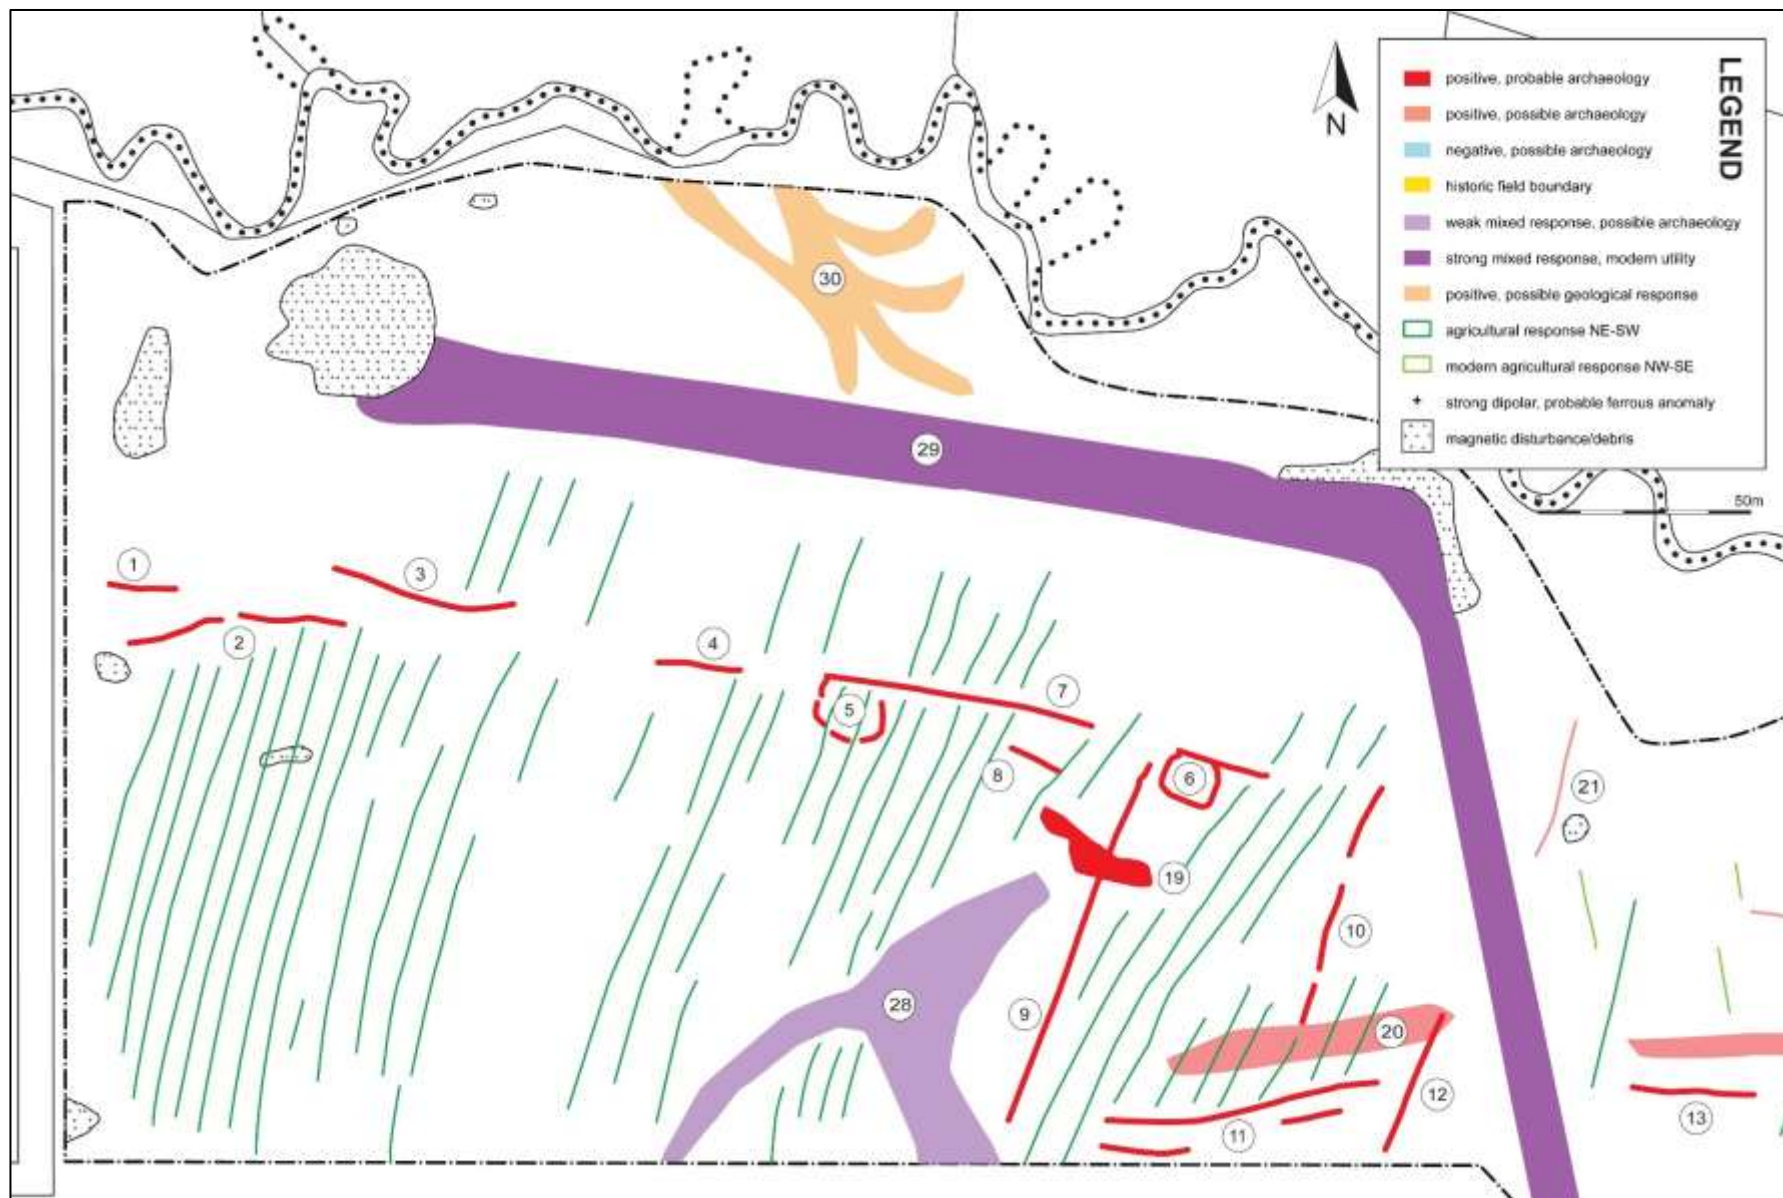 LEGEND
positive, probable archaeology
positive, possible archaeology
negative, possible archaeology
historic field boundary
weak mixed response, possible archaeology
strong mixed response, modern utility
positive, possible geological response
agricultural response NE-SW
modern agricultural response NW-SE
strong dipolar, probable ferrous anomaly
magnetic disturbance/debris
N
30
29
50m
1
3
2
4
7
5
8
6
21
19
10
28
9
20
12
11
13